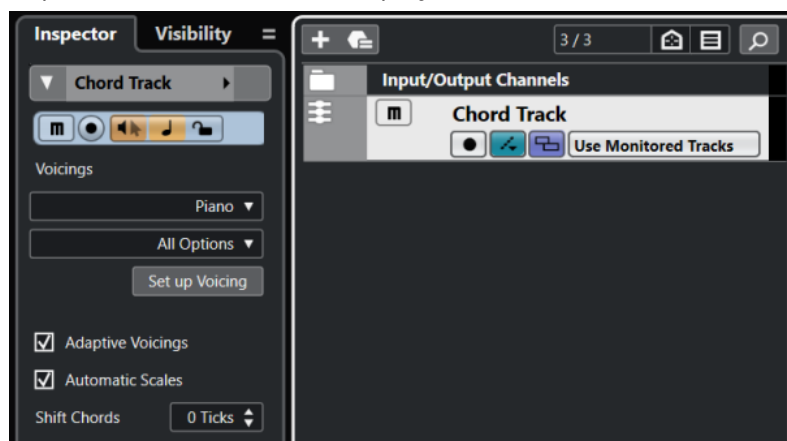 Inspector Visibility
Chord Track
m
Voicings
Piano
All Options
Set up Voicing
Adaptive Voicings
Automatic Scales
Shift Chords 0 Ticks
3 / 3
Input/Output Channels
m Chord Track
Use Monitored Tracks